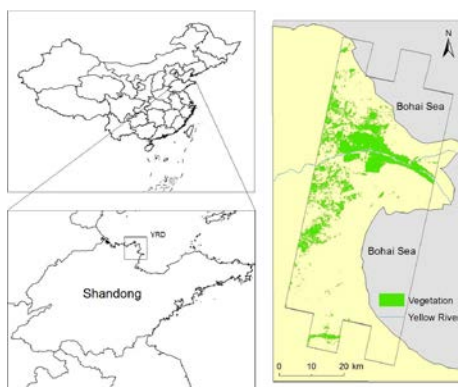 YRD
Shandong
N
Bohai Sea
Bohai Sea
Vegetation
Yellow River
0 10 20 km